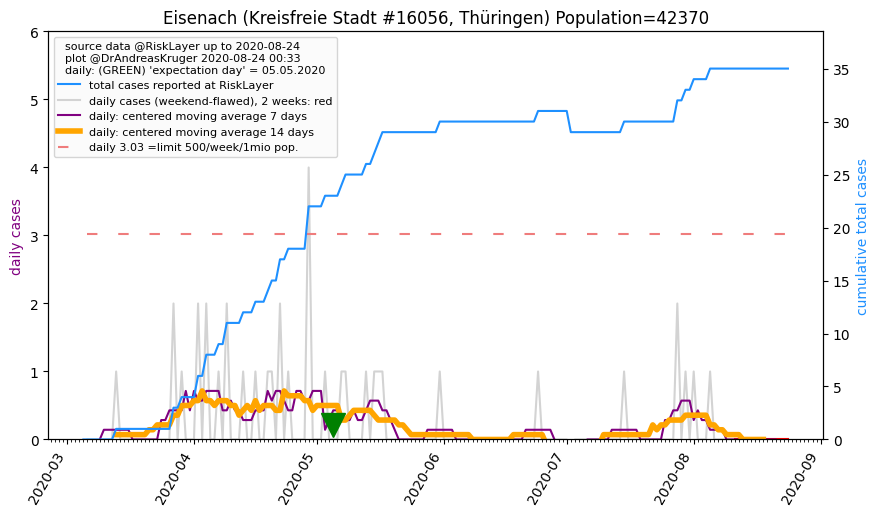 Eisenach (Kreisfreie Stadt #16056, Thüringen) Population=42370
source data @RiskLayer up to 2020-08-24
plot @DrAndreasKruger 2020-08-24 00:33
daily: (GREEN) 'expectation day' = 05.05.2020
total cases reported at RiskLayer
daily cases (weekend-flawed), 2 weeks: red
daily: centered moving average 7 days
daily: centered moving average 14 days
daily 3.03 =limit 500/week/1mio pop.
daily cases
6
5
4
3
2
1
0
cumulative total cases
35
30
25
20
15
10
5
0
2020-03
2020-04
2020-05
2020-06
2020-07
2020-08
2020-09